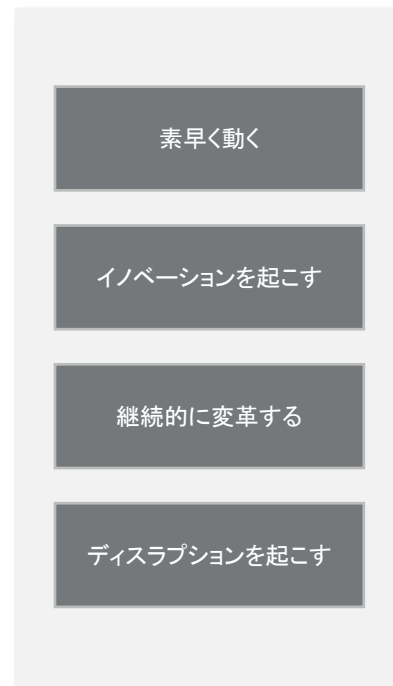 素早く動く
イノベーションを起こす
継続的に変革する
ディスラプションを起こす